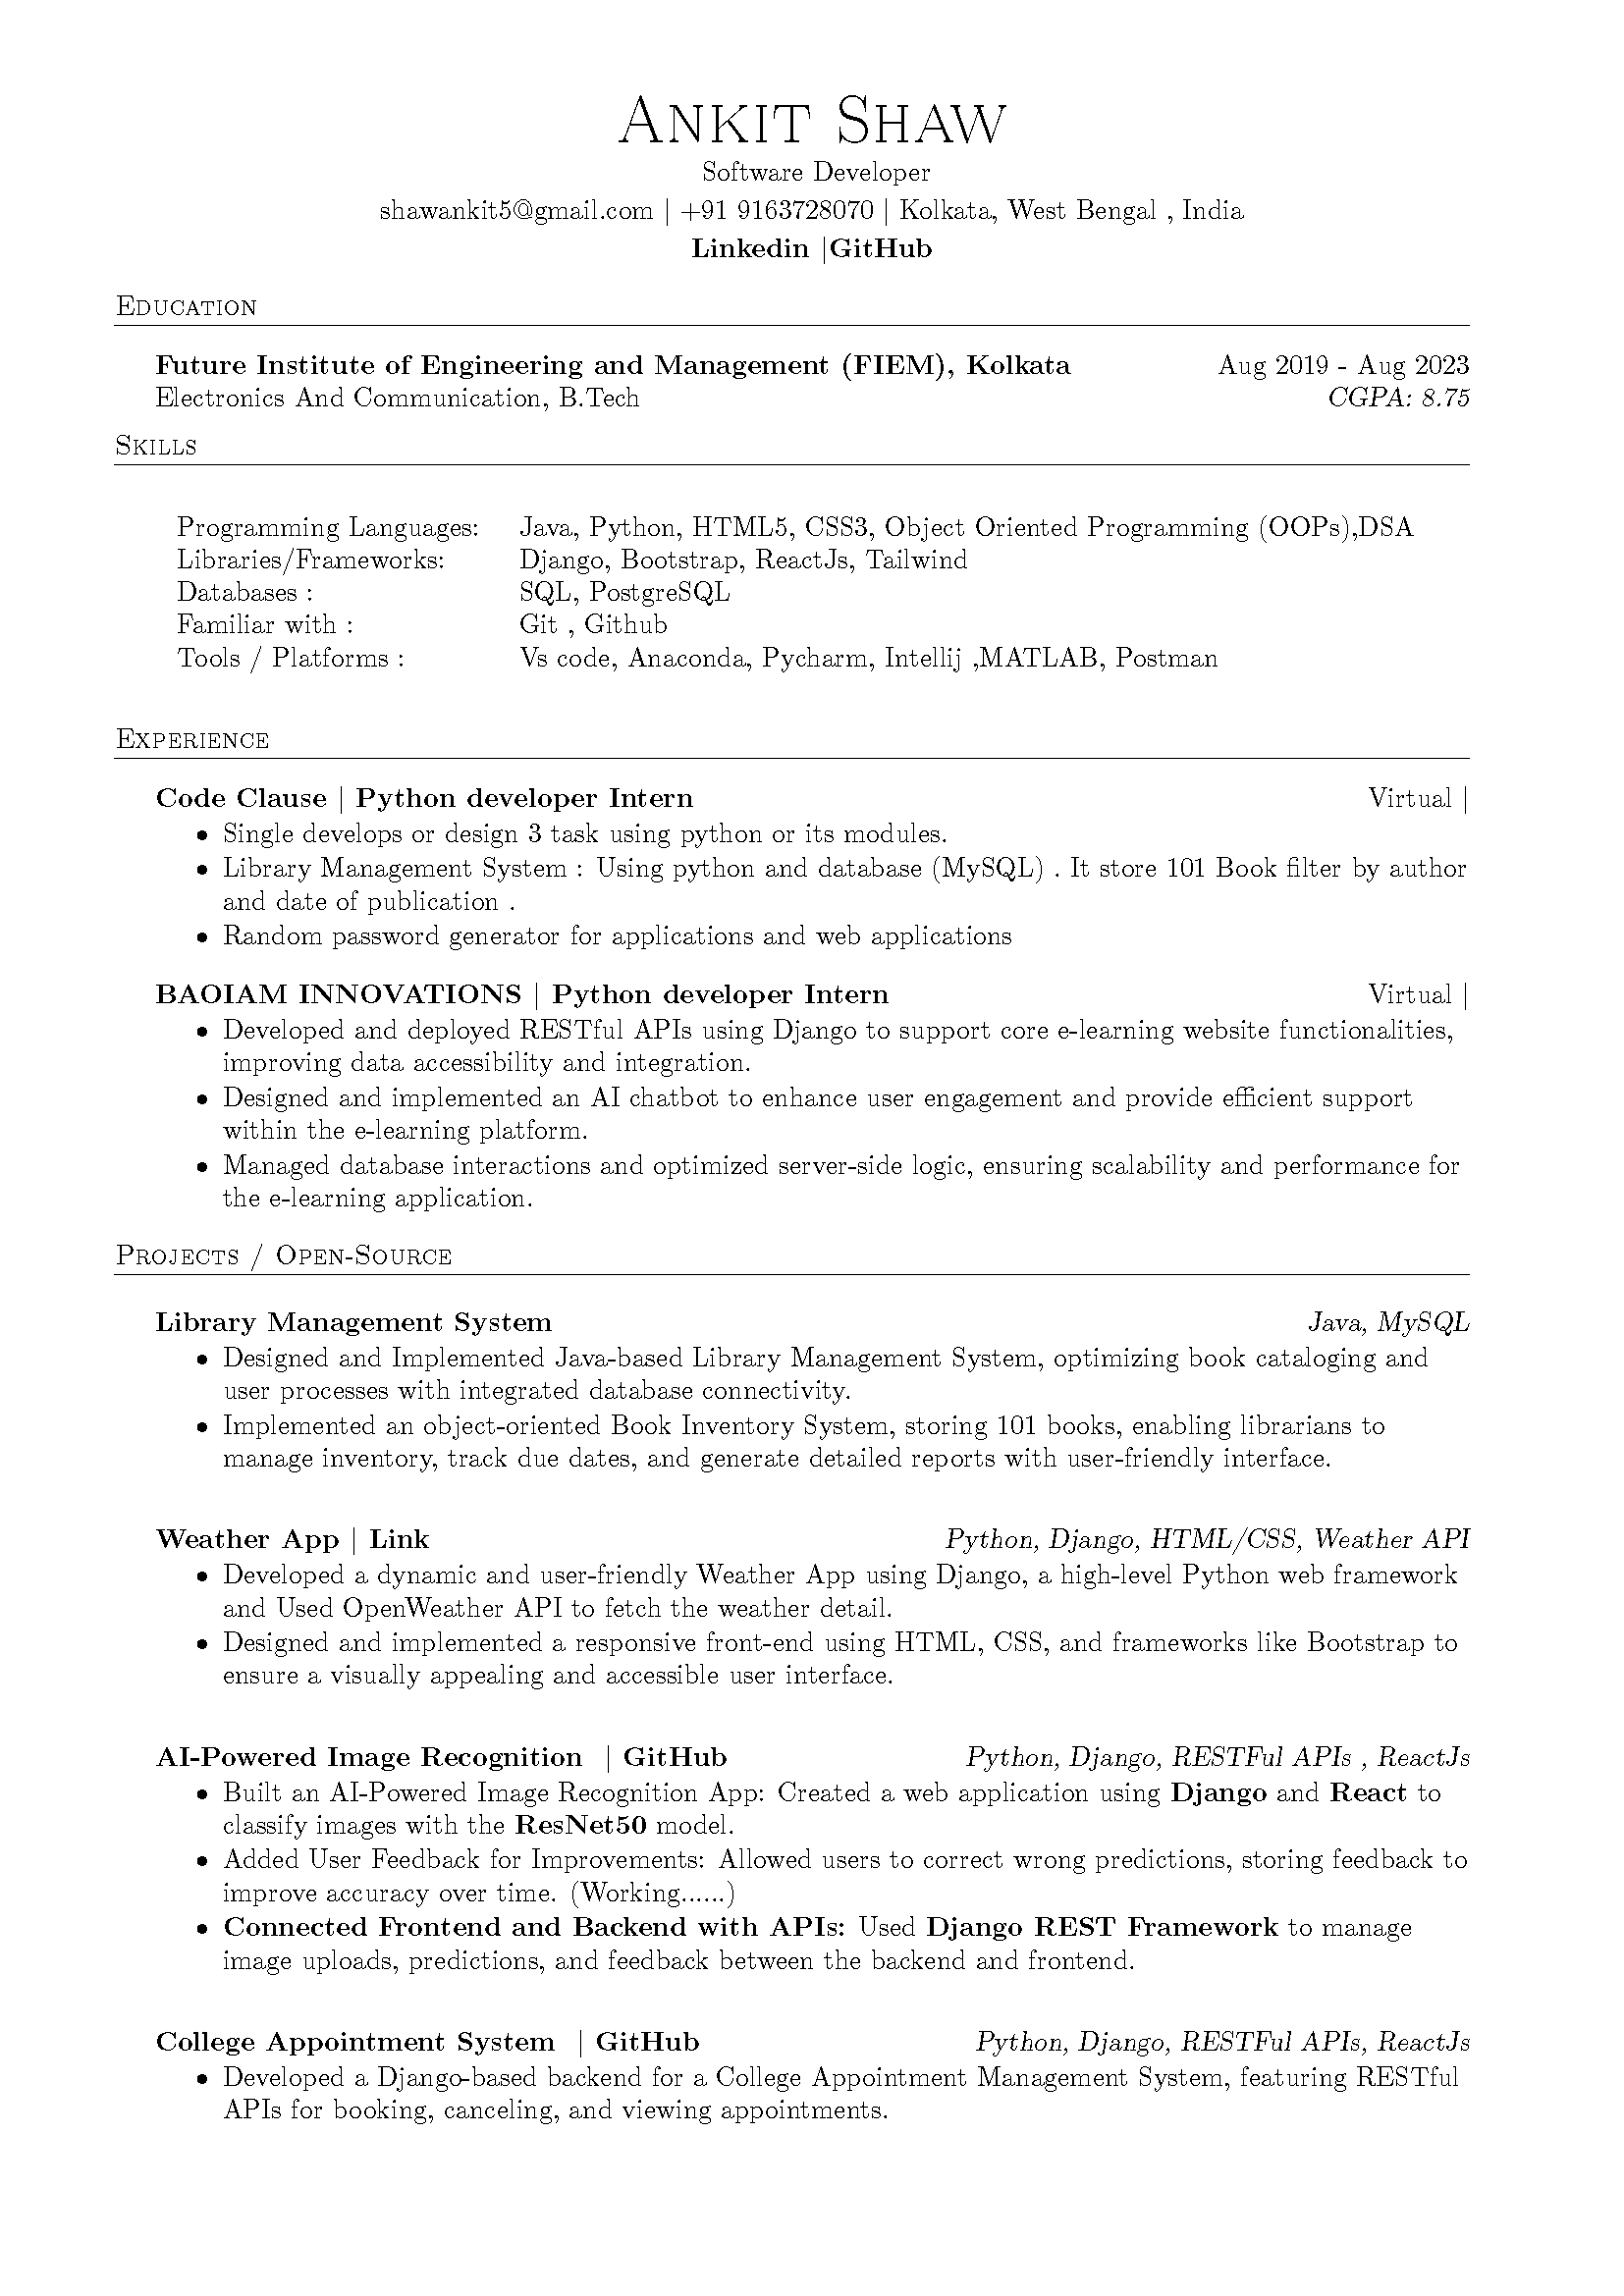 Ankit Shaw
Software Developer
shawankit5@gmail.com | +91 9163728070 | Kolkata, West Bengal , India
Linkedin |GitHub
Education
Future Institute of Engineering and Management (FIEM), Kolkata Aug 2019 - Aug 2023
Electronics And Communication, B.Tech CGPA: 8.75
Skills
Programming Languages: Java, Python, HTML5, CSS3, Object Oriented Programming (OOPs),DSA
Libraries/Frameworks: Django, Bootstrap, ReactJs, Tailwind
Databases : SQL, PostgreSQL
Familiar with : Git , Github
Tools / Platforms : Vs code, Anaconda, Pycharm, Intellij ,MATLAB, Postman
Experience
Code Clause | Python developer Intern Virtual |
• Single develops or design 3 task using python or its modules.
• Library Management System : Using python and database (MySQL) . It store 101 Book filter by author
and date of publication .
• Random password generator for applications and web applications
BAOIAM INNOVATIONS | Python developer Intern Virtual |
• Developed and deployed RESTful APIs using Django to support core e-learning website functionalities,
improving data accessibility and integration.
• Designed and implemented an AI chatbot to enhance user engagement and provide efficient support
within the e-learning platform.
• Managed database interactions and optimized server-side logic, ensuring scalability and performance for
the e-learning application.
Projects / Open-Source
Library Management System Java, MySQL
• Designed and Implemented Java-based Library Management System, optimizing book cataloging and
user processes with integrated database connectivity.
• Implemented an object-oriented Book Inventory System, storing 101 books, enabling librarians to
manage inventory, track due dates, and generate detailed reports with user-friendly interface.
Weather App | Link Python, Django, HTML/CSS, Weather API
• Developed a dynamic and user-friendly Weather App using Django, a high-level Python web framework
and Used OpenWeather API to fetch the weather detail.
• Designed and implemented a responsive front-end using HTML, CSS, and frameworks like Bootstrap to
ensure a visually appealing and accessible user interface.
AI-Powered Image Recognition | GitHub Python, Django, RESTFul APIs , ReactJs
• Built an AI-Powered Image Recognition App: Created a web application using Django and React to
classify images with the ResNet50 model.
• Added User Feedback for Improvements: Allowed users to correct wrong predictions, storing feedback to
improve accuracy over time. (Working......)
• Connected Frontend and Backend with APIs: Used Django REST Framework to manage
image uploads, predictions, and feedback between the backend and frontend.
College Appointment System | GitHub Python, Django, RESTFul APIs, ReactJs
• Developed a Django-based backend for a College Appointment Management System, featuring RESTful
APIs for booking, canceling, and viewing appointments.